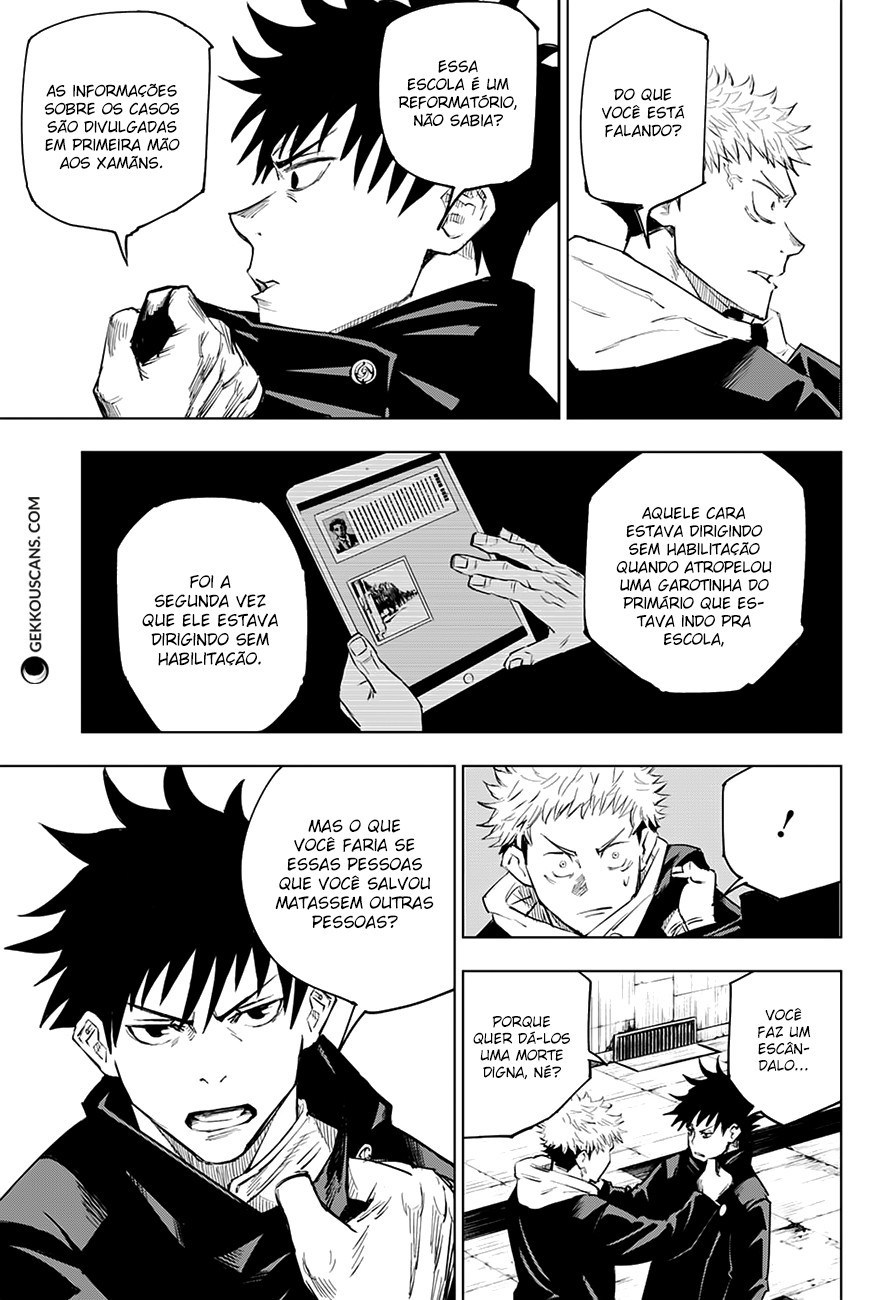 DO QUE
VOCÊ ESTÁ
FALANDO?
ESSA
ESCOLA É UM
REFORMATÓRIO,
NÃO SABIA?
AS INFORMAÇÕES
SOBRE OS CASOS
SÃO DIVULGADAS
EM PRIMEIRA MÃO
AOS XAMÃNS.
AQUELE CARA
ESTAVA DIRIGINDO
SEM HABILITAÇÃO
QUANDO ATROPELOU
UMA GAROTINHA DO
PRIMÁRIO QUE ES-
TAVA INDO PRA
ESCOLA,
FOI A
SEGUNDA VEZ
QUE ELE ESTAVA
DIRIGINDO SEM
HABILITAÇÃO.
GEKKOUSCANS.COM
!
VOCÊ
FAZ UM
ESCÂN-
DALO...
PORQUE
QUER DÁ-LOS
UMA MORTE
DIGNA, NÉ?
MAS O QUE
VOCÊ FARIA SE
ESSAS PESSOAS
QUE VOCÊ SALVOU
MATASSEM OUTRAS
PESSOAS?